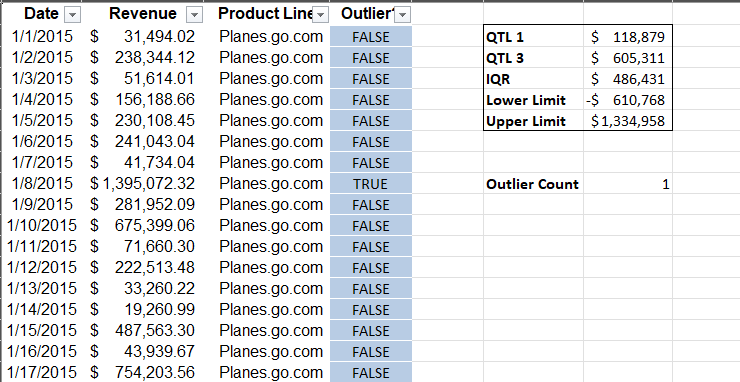 Date Revenue Product Line Outlier
1/1/2015 $ 31,494.02 Planes.go.com FALSE QTL 1 $ 118,879
1/2/2015 $ 238,344.12 Planes.go.com FALSE QTL 3 $ 605,311
1/3/2015 $ 51,614.01 Planes.go.com FALSE IQR $ 486,431
1/4/2015 $ 156,188.66 Planes.go.com FALSE Lower Limit -$ 610,768
1/5/2015 $ 230,108.45 Planes.go.com FALSE Upper Limit $1,334,958
1/6/2015 $ 241,043.04 Planes.go.com FALSE
1/7/2015 $ 41,734.04 Planes.go.com FALSE
1/8/2015 $1,395,072.32 Planes.go.com TRUE Outlier Count 1
1/9/2015 $ 281,952.09 Planes.go.com FALSE
1/10/2015 $ 675,399.06 Planes.go.com FALSE
1/11/2015 $ 71,660.30 Planes.go.com FALSE
1/12/2015 $ 222,513.48 Planes.go.com FALSE
1/13/2015 $ 33,260.22 Planes.go.com FALSE
1/14/2015 $ 19,260.99 Planes.go.com FALSE
1/15/2015 $ 487,563.30 Planes.go.com FALSE
1/16/2015 $ 43,939.67 Planes.go.com FALSE
1/17/2015 $ 754,203.56 Planes.go.com FALSE